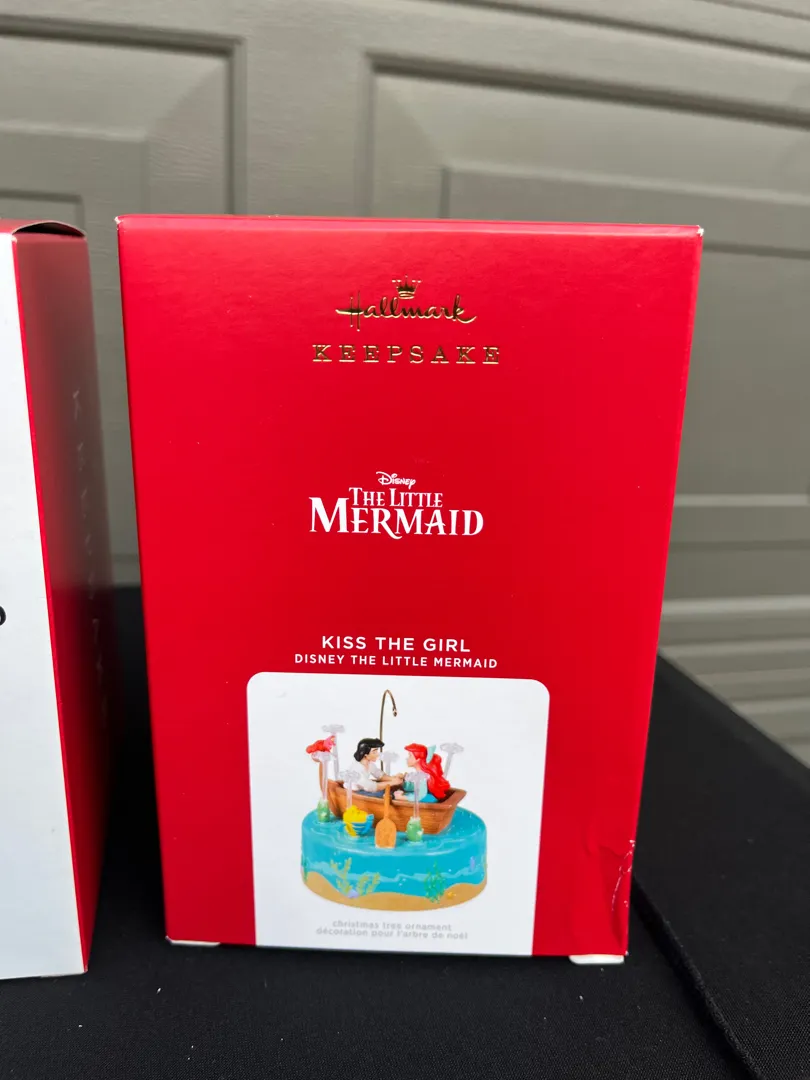 Hallmark
KEEPSAKE
Disney
THE LITTLE
MERMAID
KISS THE GIRL
DISNEY THE LITTLE MERMAID
christmas tree ornament
décoration pour l'arbre de noël